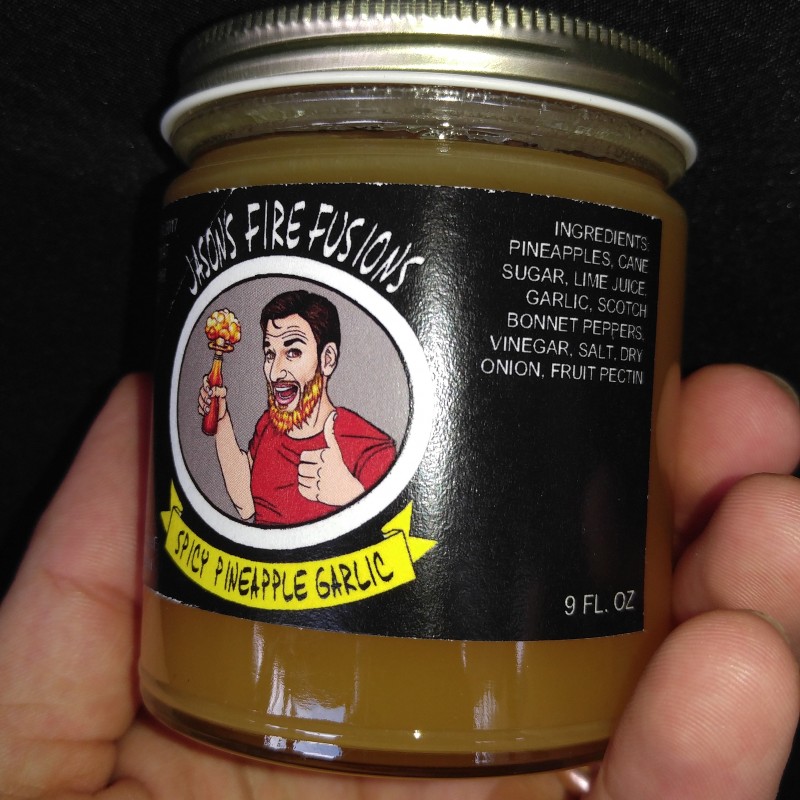 JASON'S FIRE FUSIONS
SPICY PINEAPPLE GARLIC
INGREDIENTS:
PINEAPPLES, CANE
SUGAR, LIME JUICE,
GARLIC, SCOTCH
BONNET PEPPERS,
VINEGAR, SALT, DRY
ONION, FRUIT PECTIN
9 FL. OZ